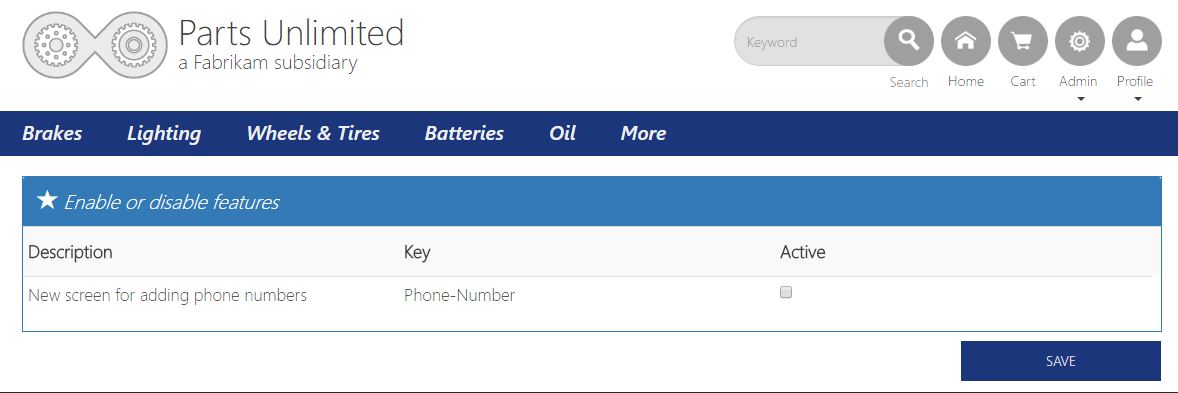 Parts Unlimited
a Fabrikam subsidiary
Keyword
Search
Home
Cart
Admin
Profile
Brakes Lighting Wheels & Tires Batteries Oil More
Enable or disable features
Description Key Active
New screen for adding phone numbers Phone-Number
SAVE